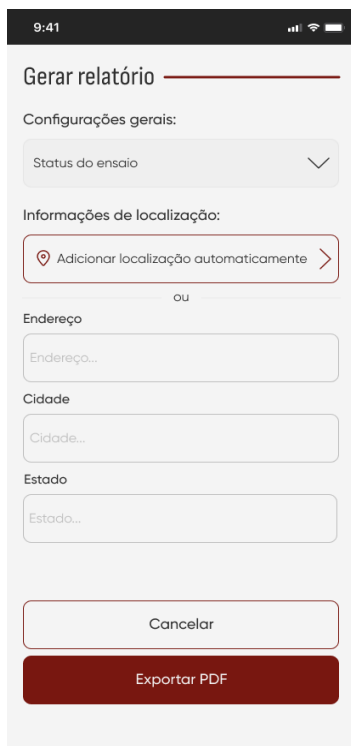 9:41
Gerar relatório
Configurações gerais:
Status do ensaio
Informações de localização:
Adicionar localização automaticamente
ou
Endereço
Endereço...
Cidade
Cidade...
Estado
Estado...
Cancelar
Exportar PDF